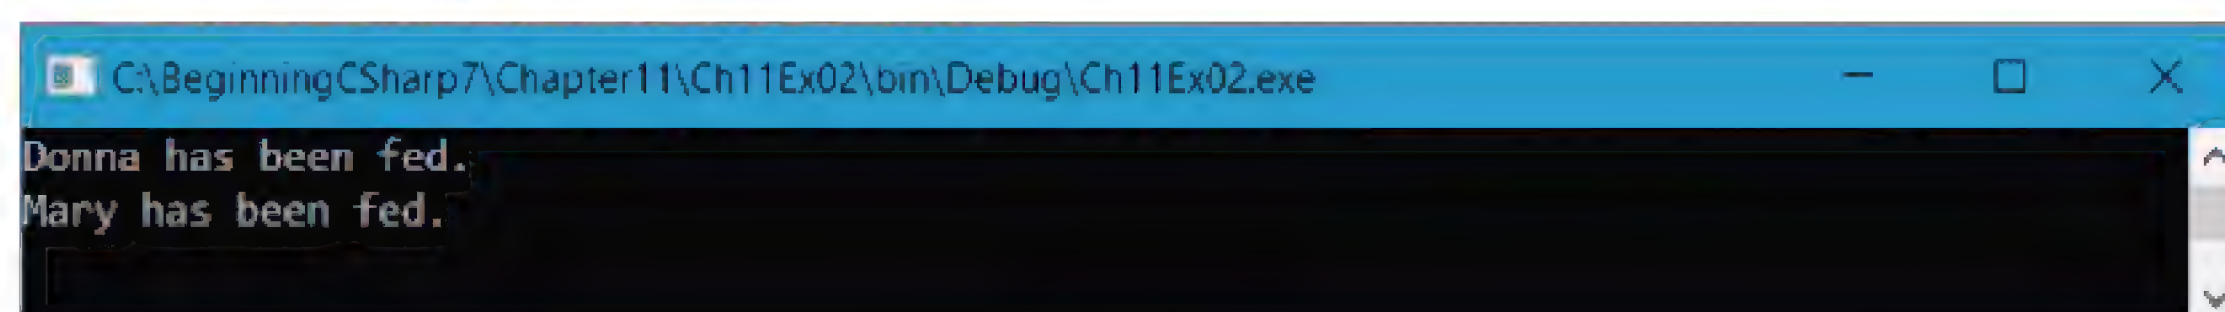 C:\BeginningCSharp7\Chapter11\Ch11Ex02\bin\Debug\Ch11Ex02.exe
Donna has been fed.
Mary has been fed.